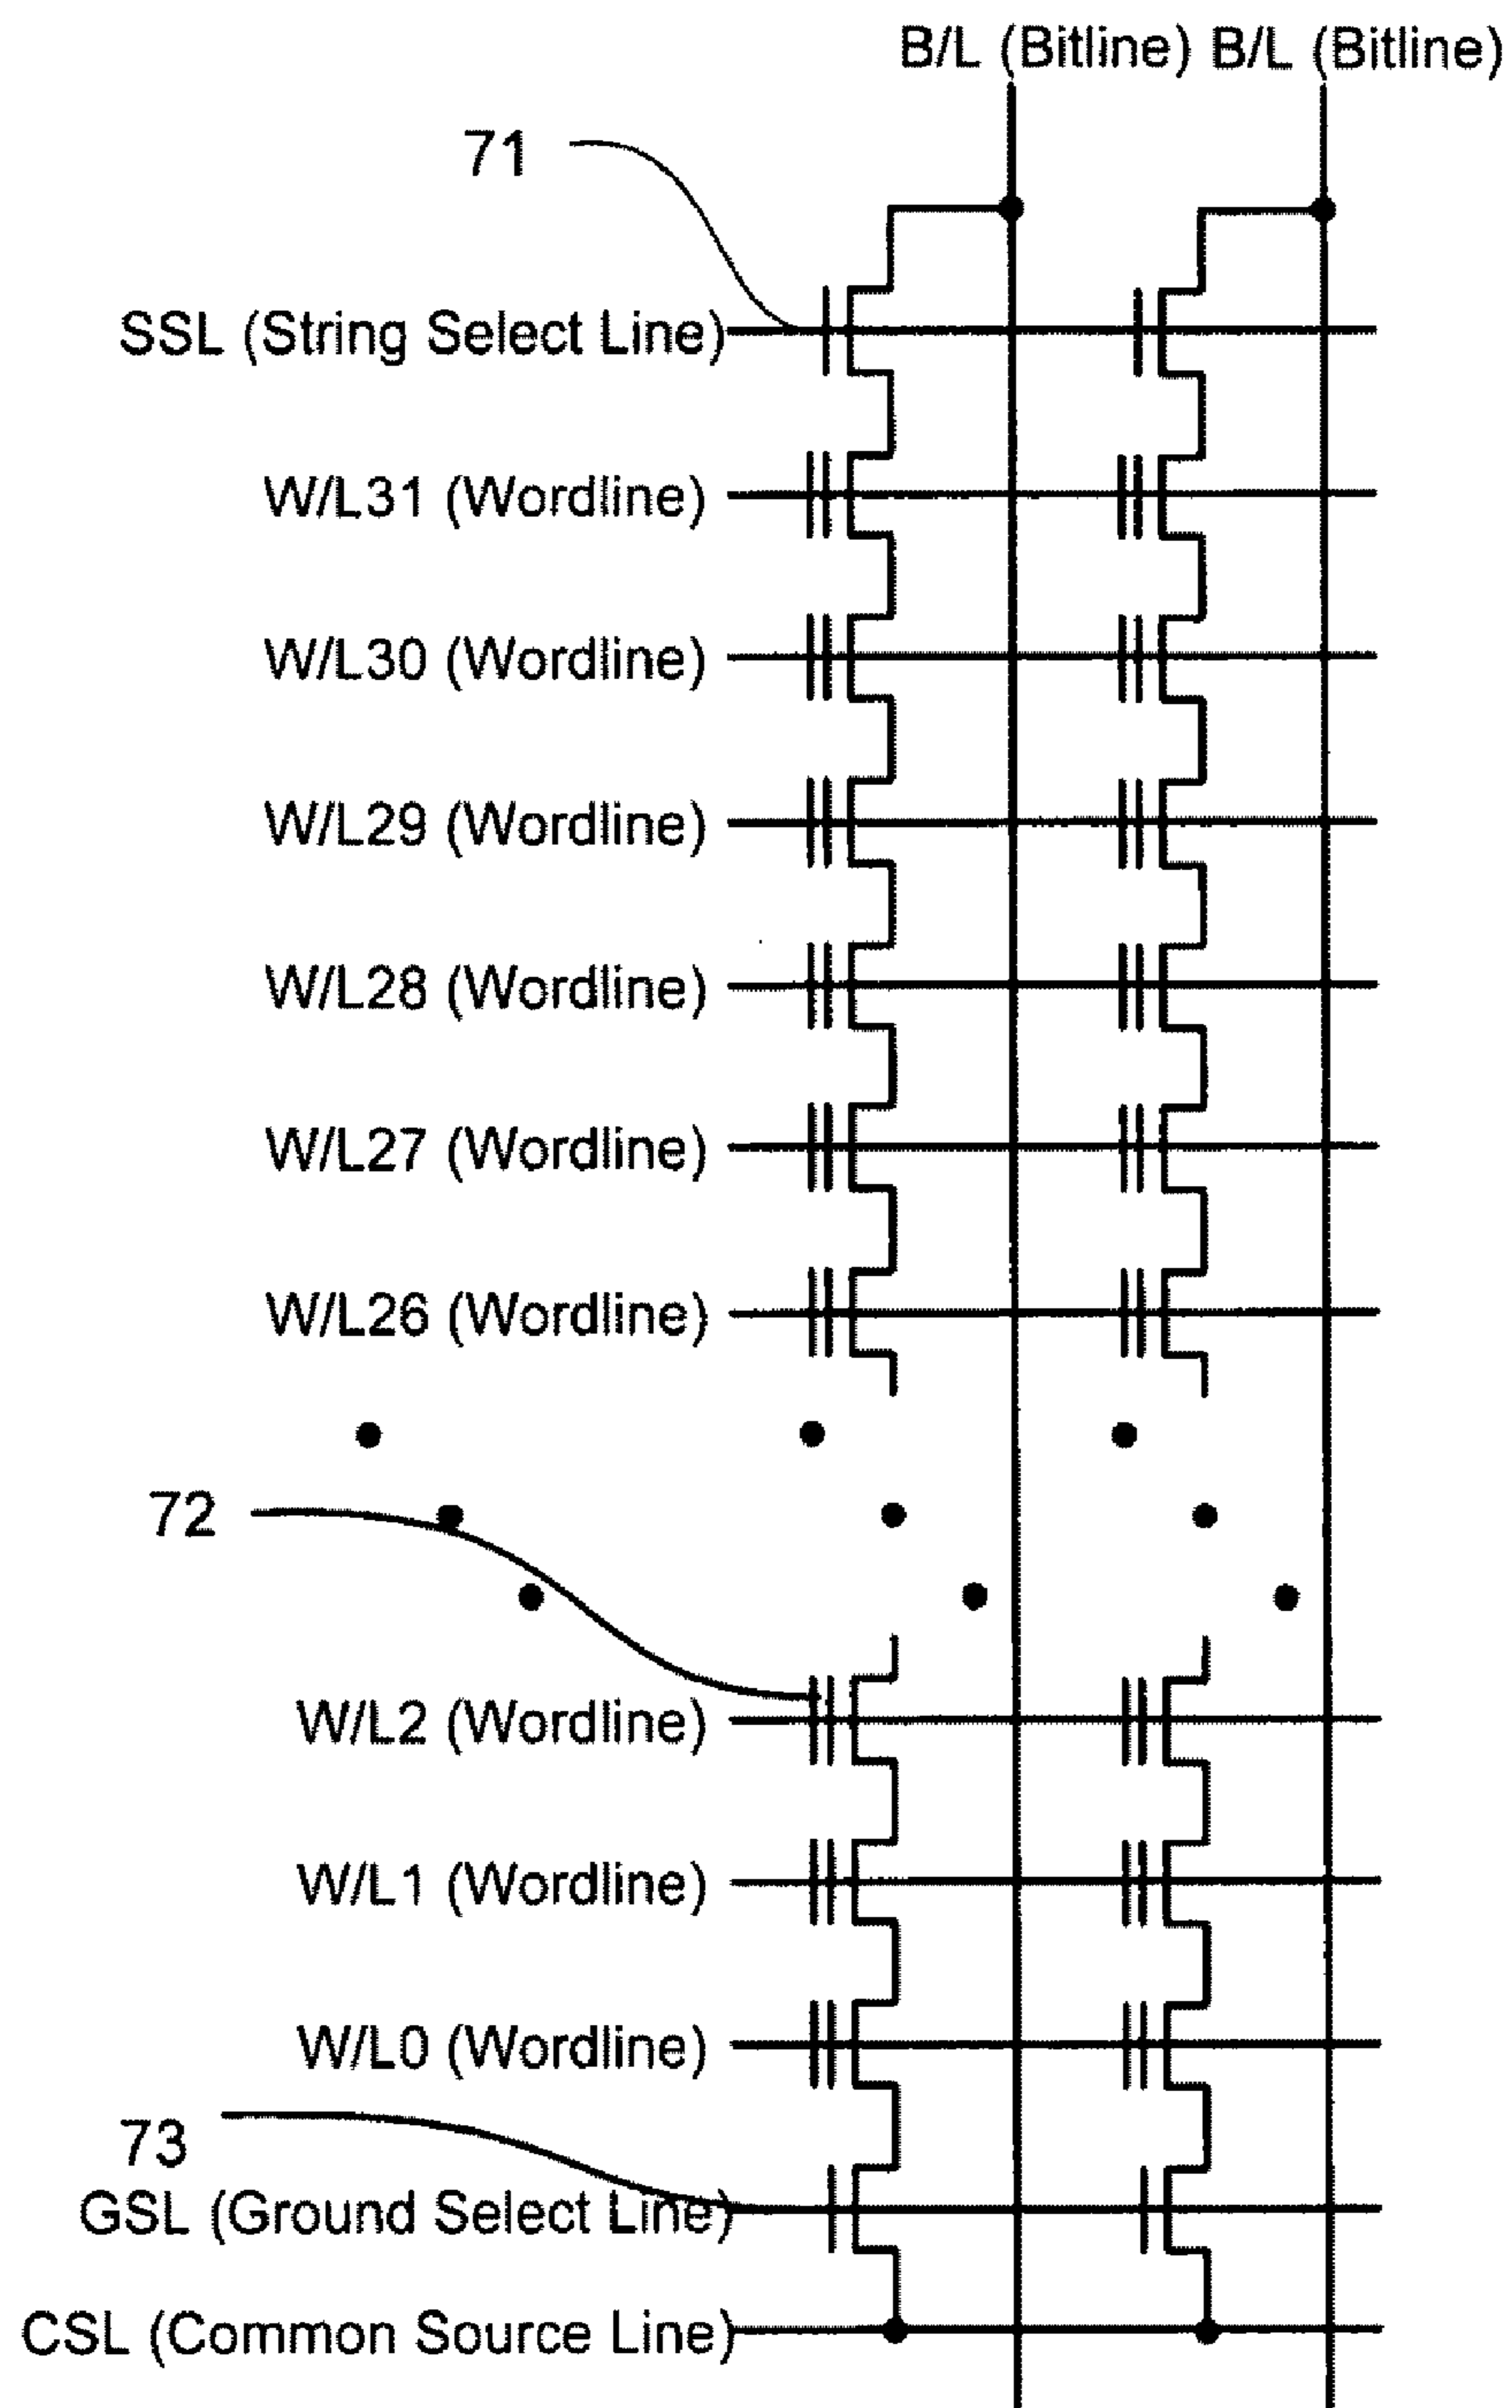 B/L (Bitline) B/L (Bitline)
71
SSL (String Select Line)
W/L31 (Wordline)
W/L30 (Wordline)
W/L29 (Wordline)
W/L28 (Wordline)
W/L27 (Wordline)
W/L26 (Wordline)
72
W/L2 (Wordline)
W/L1 (Wordline)
W/L0 (Wordline)
73
GSL (Ground Select Line)
CSL (Common Source Line)